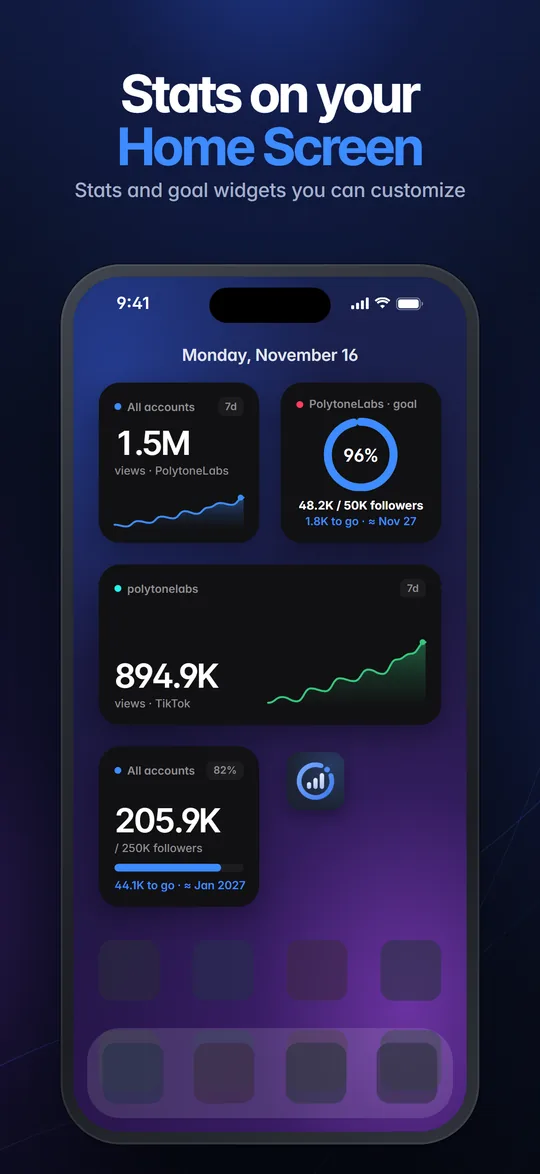 Stats on your
Home Screen
Stats and goal widgets you can customize
9:41
Monday, November 16
All accounts 7d
1.5M
views · PolytoneLabs
PolytoneLabs · goal
96%
48.2K / 50K followers
1.8K to go · ≈ Nov 27
polytonelabs 7d
894.9K
views · TikTok
All accounts 82%
205.9K
/ 250K followers
44.1K to go · ≈ Jan 2027